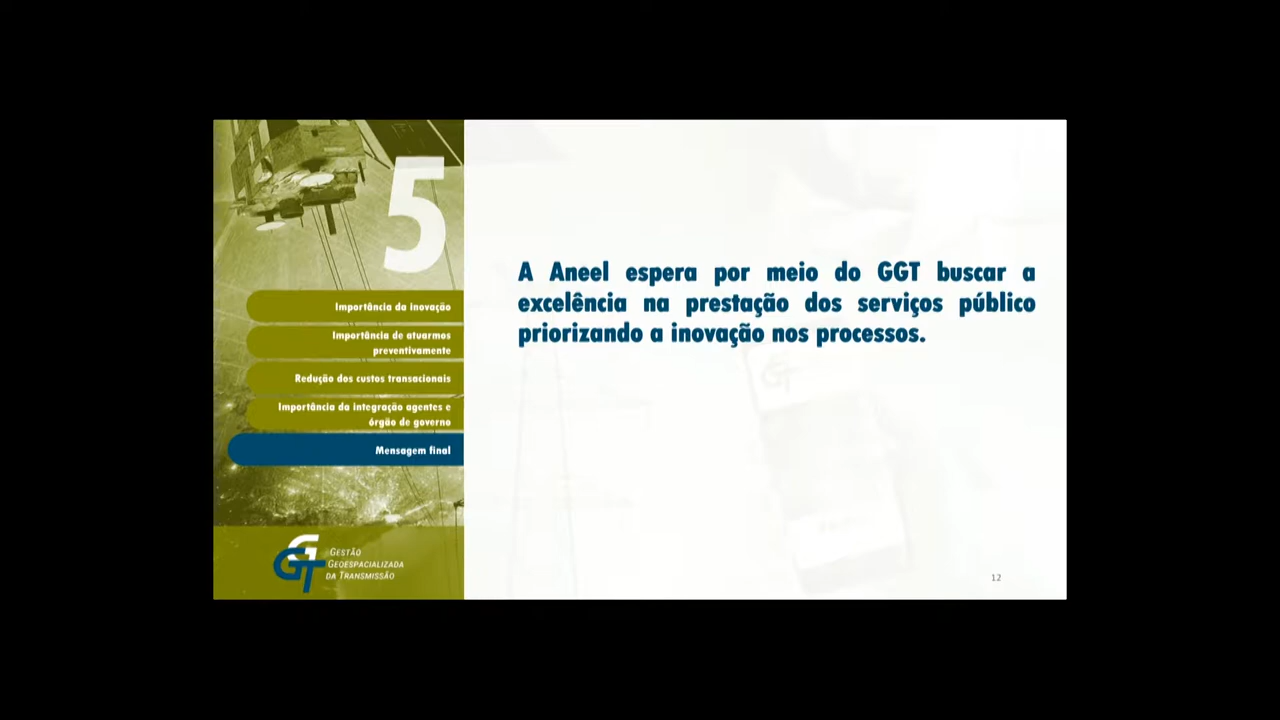 5
Importância da inovação
Importância de atuarmos
preventivamente
Redução dos custos transacionais
Importância da integração agentes e
órgão de governo
Mensagem final
GGT
GESTÃO
GEOESPACIALIZADA
DA TRANSMISSÃO
A Aneel espera por meio do GGT buscar a
excelência na prestação dos serviços público
priorizando a inovação nos processos.
12